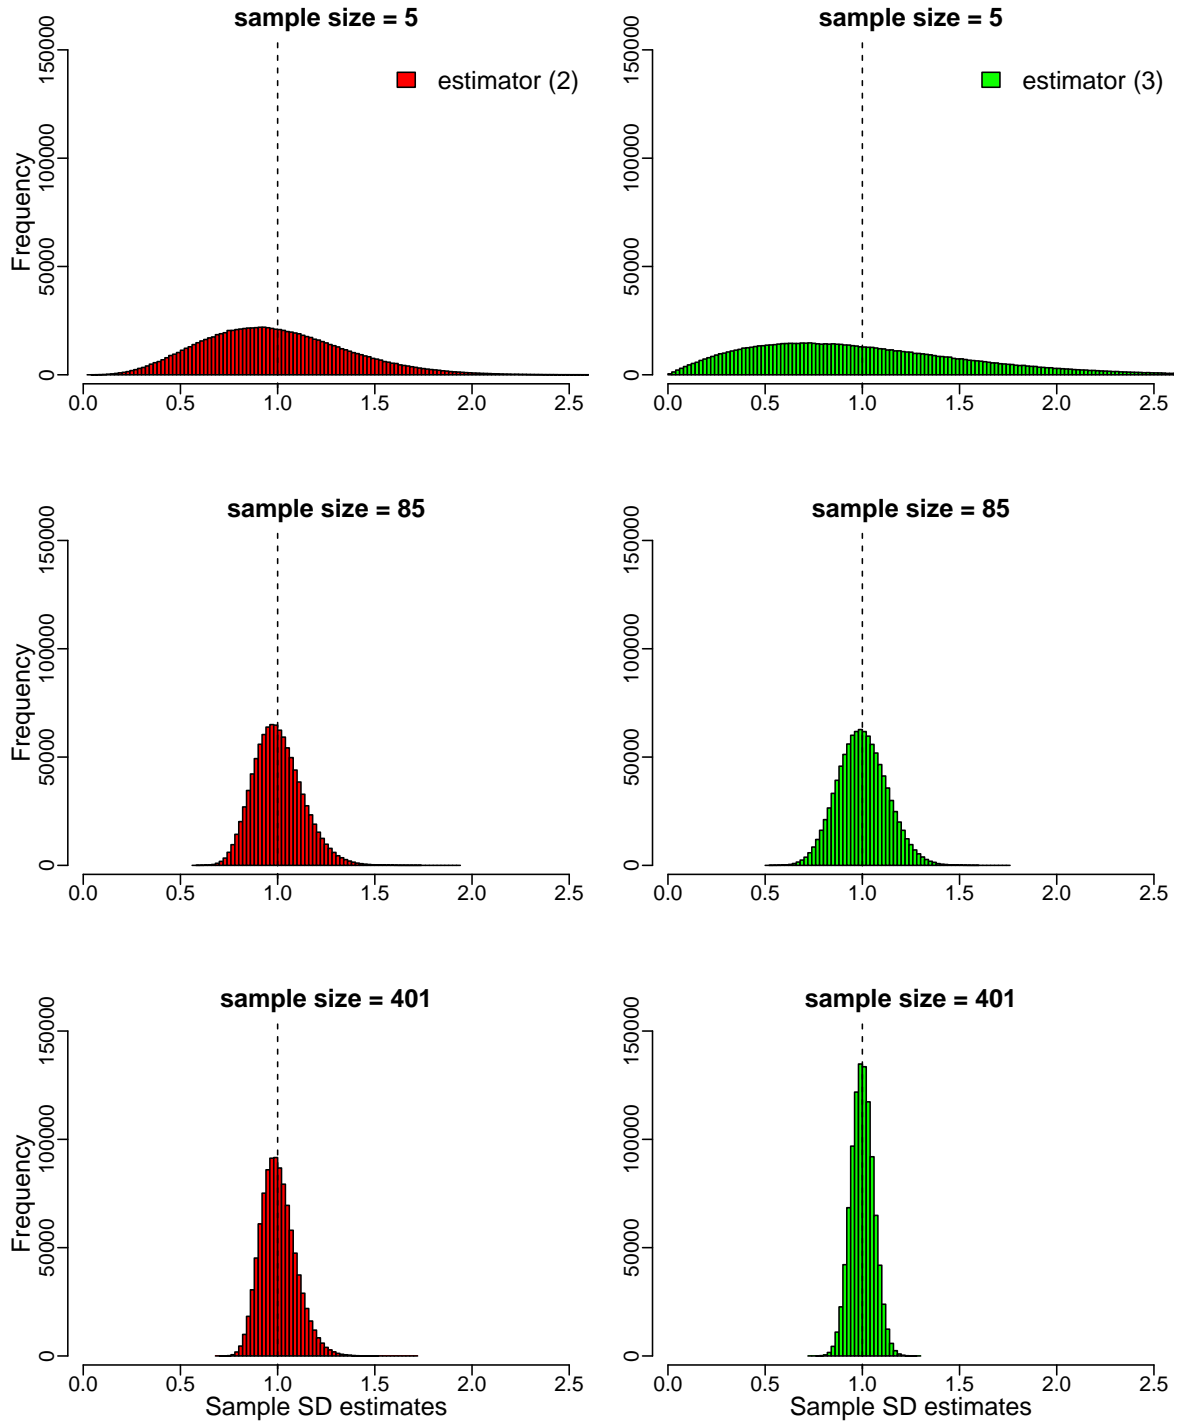 sample size = 5
estimator (2)
Frequency
0
50000
100000
150000
0.0 0.5 1.0 1.5 2.0 2.5
sample size = 5
estimator (3)
0
50000
100000
150000
0.0 0.5 1.0 1.5 2.0 2.5
sample size = 85
Frequency
0
50000
100000
150000
0.0 0.5 1.0 1.5 2.0 2.5
sample size = 85
0
50000
100000
150000
0.0 0.5 1.0 1.5 2.0 2.5
sample size = 401
Frequency
0
50000
100000
150000
0.0 0.5 1.0 1.5 2.0 2.5
Sample SD estimates
sample size = 401
0
50000
100000
150000
0.0 0.5 1.0 1.5 2.0 2.5
Sample SD estimates